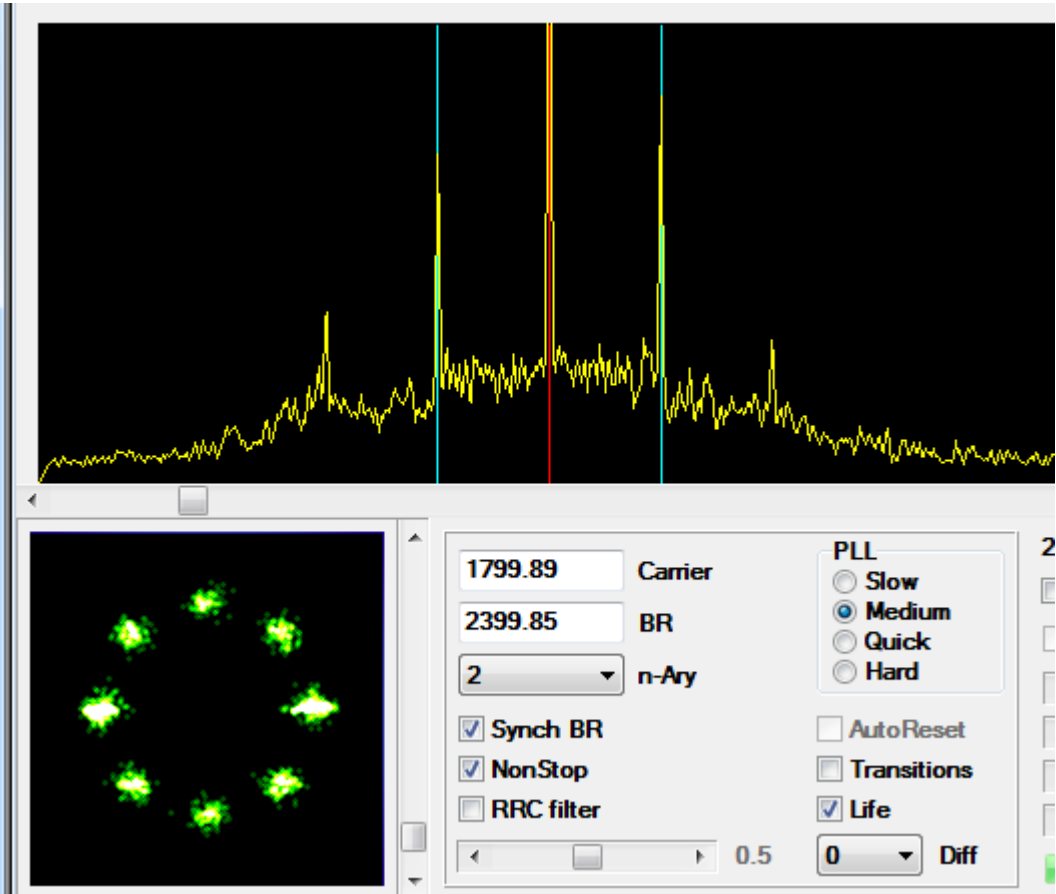 1799.89 Carrier
2399.85 BR
2 n-Ary
Synch BR
NonStop
RRC filter
0.5
PLL
Slow
Medium
Quick
Hard
AutoReset
Transitions
Life
0 Diff
2